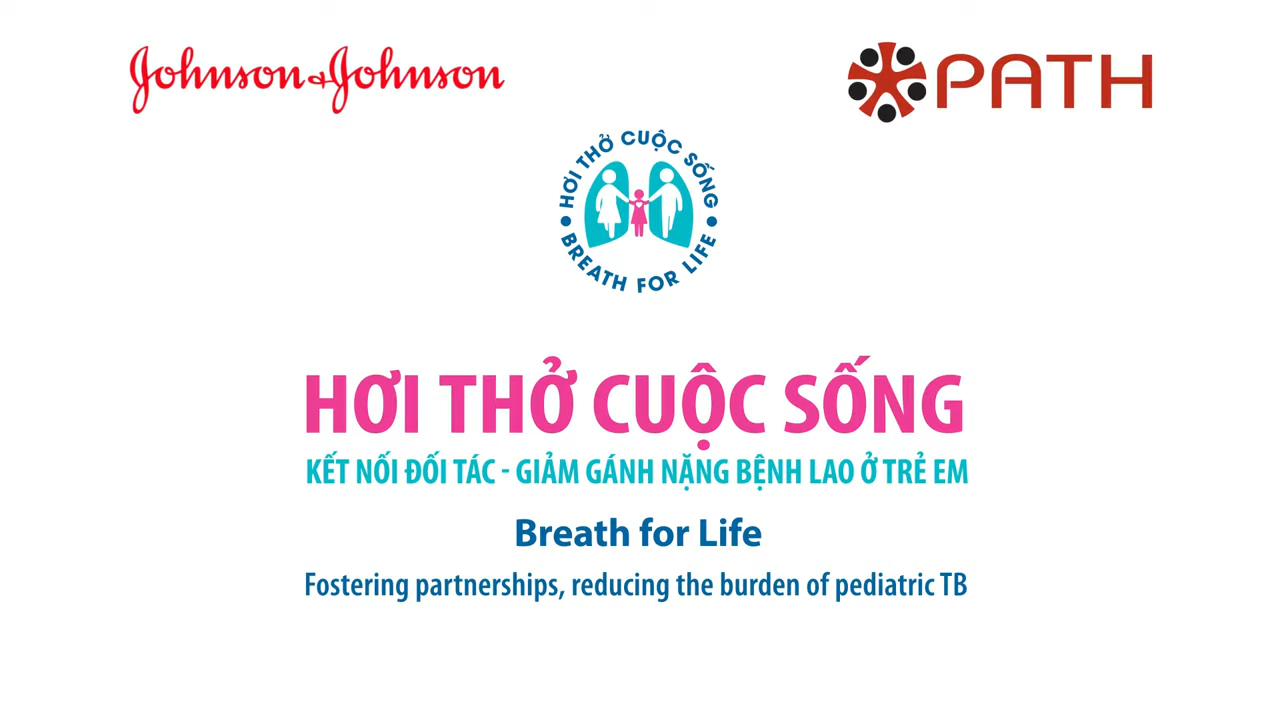 Johnson & Johnson
PATH
HƠI THỞ CUỘC SỐNG
BREATH FOR LIFE
HƠI THỞ CUỘC SỐNG
KẾT NỐI ĐỐI TÁC - GIẢM GÁNH NẶNG BỆNH LAO Ở TRẺ EM
Breath for Life
Fostering partnerships, reducing the burden of pediatric TB